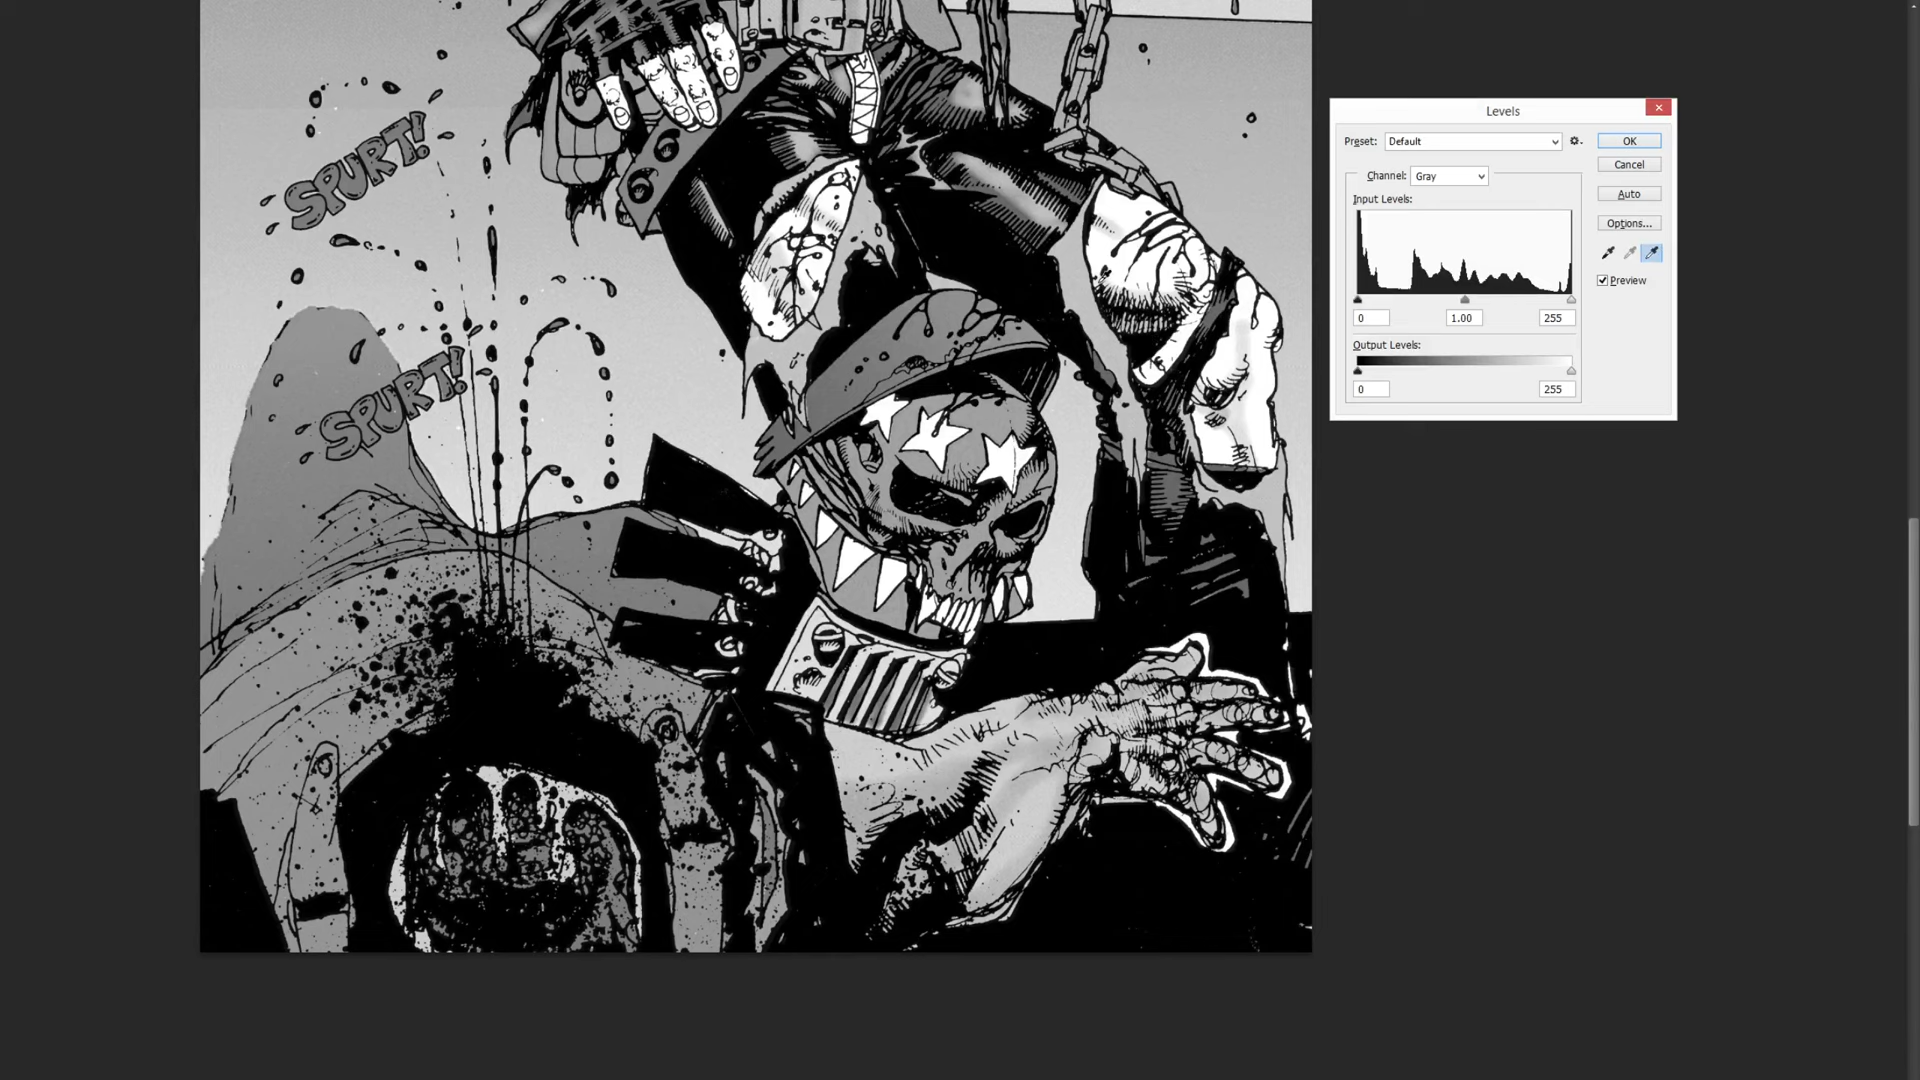 SPURT!
SPURT!
Levels
Preset: Default
OK
Cancel
Channel: Gray
Auto
Input Levels:
Options...
Preview
0 1.00 255
Output Levels:
0 255